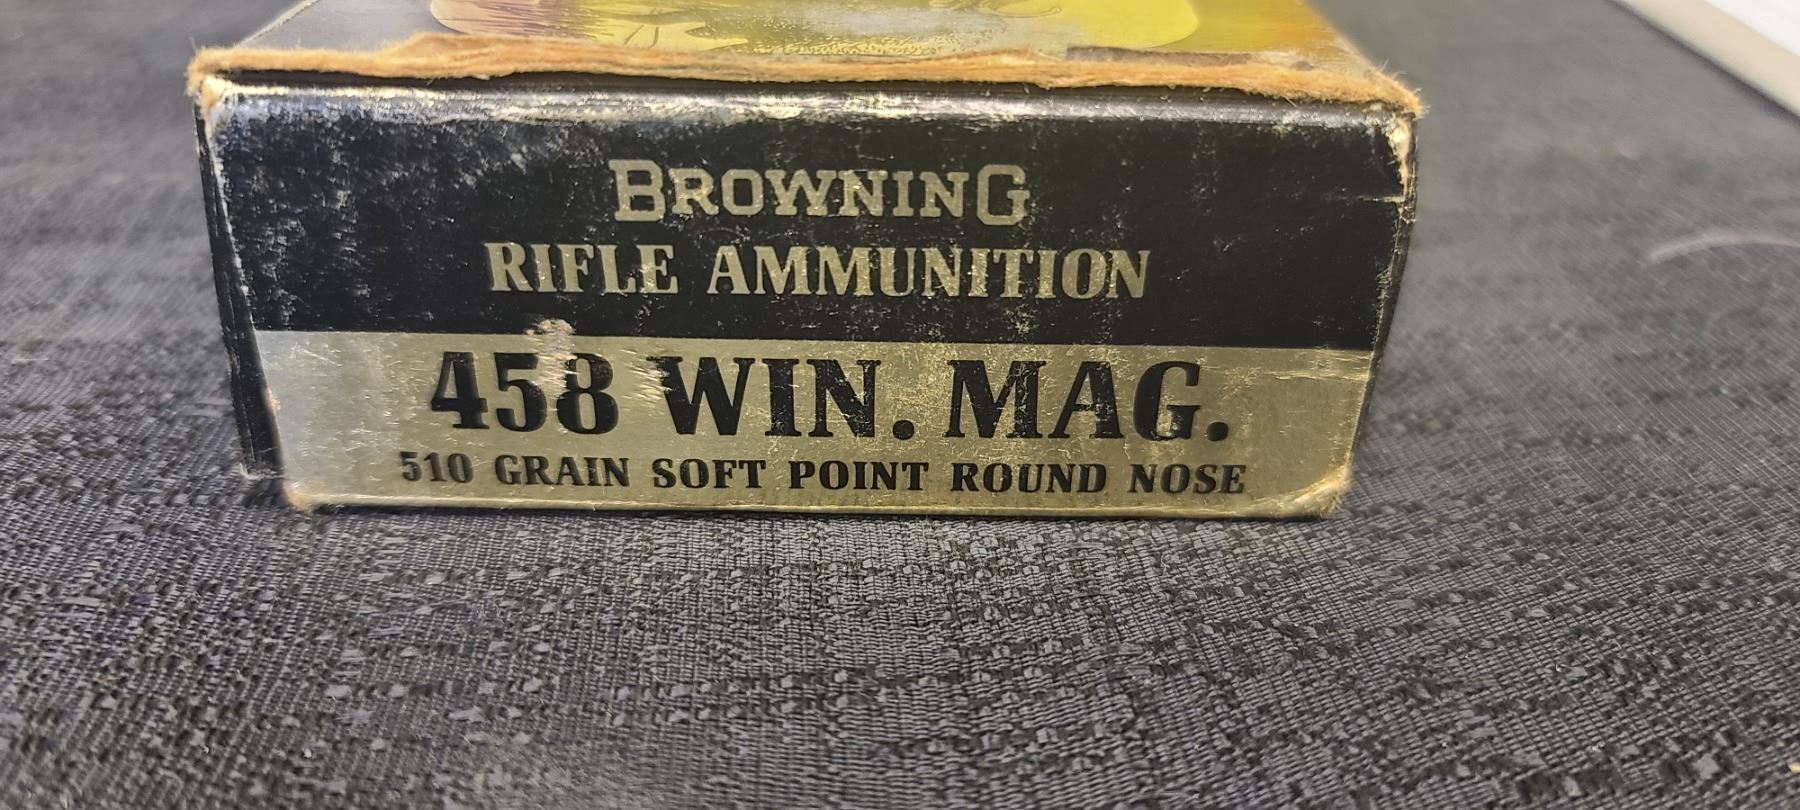 BROWNING
RIFLE AMMUNITION
458 WIN. MAG.
510 GRAIN SOFT POINT ROUND NOSE